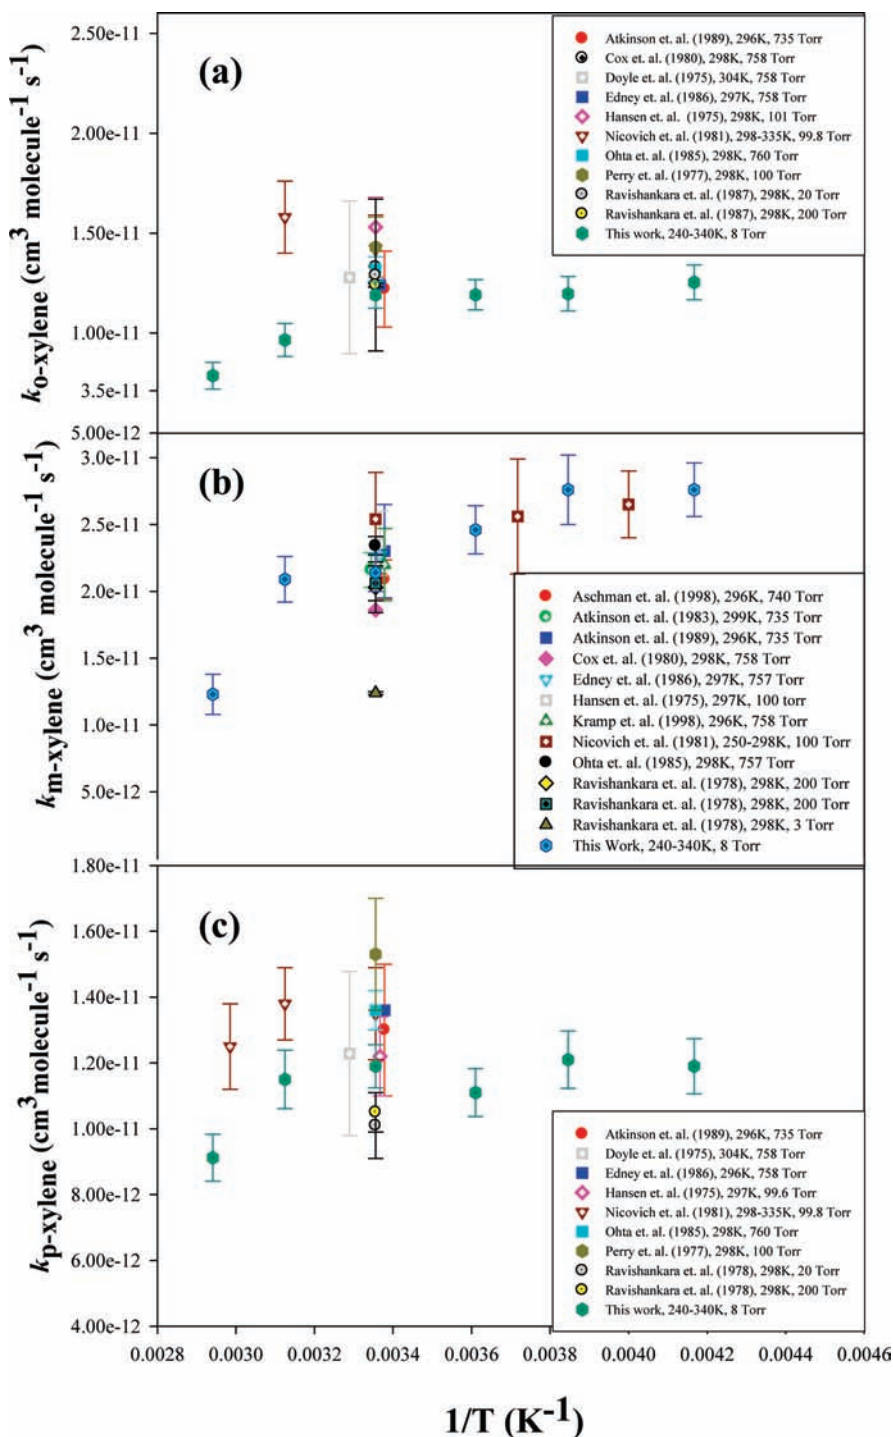 2.50e-11
(a)
2.00e-11
1.50e-11
1.00e-11
3.5e-11
5.00e-12
k_o-xylene (cm³ molecule⁻¹ s⁻¹)
Atkinson et. al. (1989), 296K, 735 Torr
Cox et. al. (1980), 298K, 758 Torr
Doyle et. al. (1975), 304K, 758 Torr
Edney et. al. (1986), 297K, 758 Torr
Hansen et. al. (1975), 298K, 101 Torr
Nicovich et. al. (1981), 298-335K, 99.8 Torr
Ohta et. al. (1985), 298K, 760 Torr
Perry et. al. (1977), 298K, 100 Torr
Ravishankara et. al. (1987), 298K, 20 Torr
Ravishankara et. al. (1987), 298K, 200 Torr
This work, 240-340K, 8 Torr
(b)
3.0e-11
2.5e-11
2.0e-11
1.5e-11
1.0e-11
5.0e-12
k_m-xylene (cm³ molecule⁻¹ s⁻¹)
Aschman et. al. (1998), 296K, 740 Torr
Atkinson et. al. (1983), 299K, 735 Torr
Atkinson et. al. (1989), 296K, 735 Torr
Cox et. al. (1980), 298K, 758 Torr
Edney et. al. (1986), 297K, 757 Torr
Hansen et. al. (1975), 297K, 100 torr
Kramp et. al. (1998), 296K, 758 Torr
Nicovich et. al. (1981), 250-298K, 100 Torr
Ohta et. al. (1985), 298K, 757 Torr
Ravishankara et. al. (1978), 298K, 200 Torr
Ravishankara et. al. (1978), 298K, 200 Torr
Ravishankara et. al. (1978), 298K, 3 Torr
This Work, 240-340K, 8 Torr
1.80e-11
(c)
1.60e-11
1.40e-11
1.20e-11
1.00e-11
8.00e-12
6.00e-12
4.00e-12
k_p-xylene (cm³ molecule⁻¹ s⁻¹)
Atkinson et. al. (1989), 296K, 735 Torr
Doyle et. al. (1975), 304K, 758 Torr
Edney et. al. (1986), 296K, 758 Torr
Hansen et. al. (1975), 297K, 99.6 Torr
Nicovich et. al. (1981), 298-335K, 99.8 Torr
Ohta et. al. (1985), 298K, 760 Torr
Perry et. al. (1977), 298K, 100 Torr
Ravishankara et. al. (1978), 298K, 20 Torr
Ravishankara et. al. (1978), 298K, 200 Torr
This work, 240-340K, 8 Torr
0.0028 0.0030 0.0032 0.0034 0.0036 0.0038 0.0040 0.0042 0.0044 0.0046
1/T (K⁻¹)